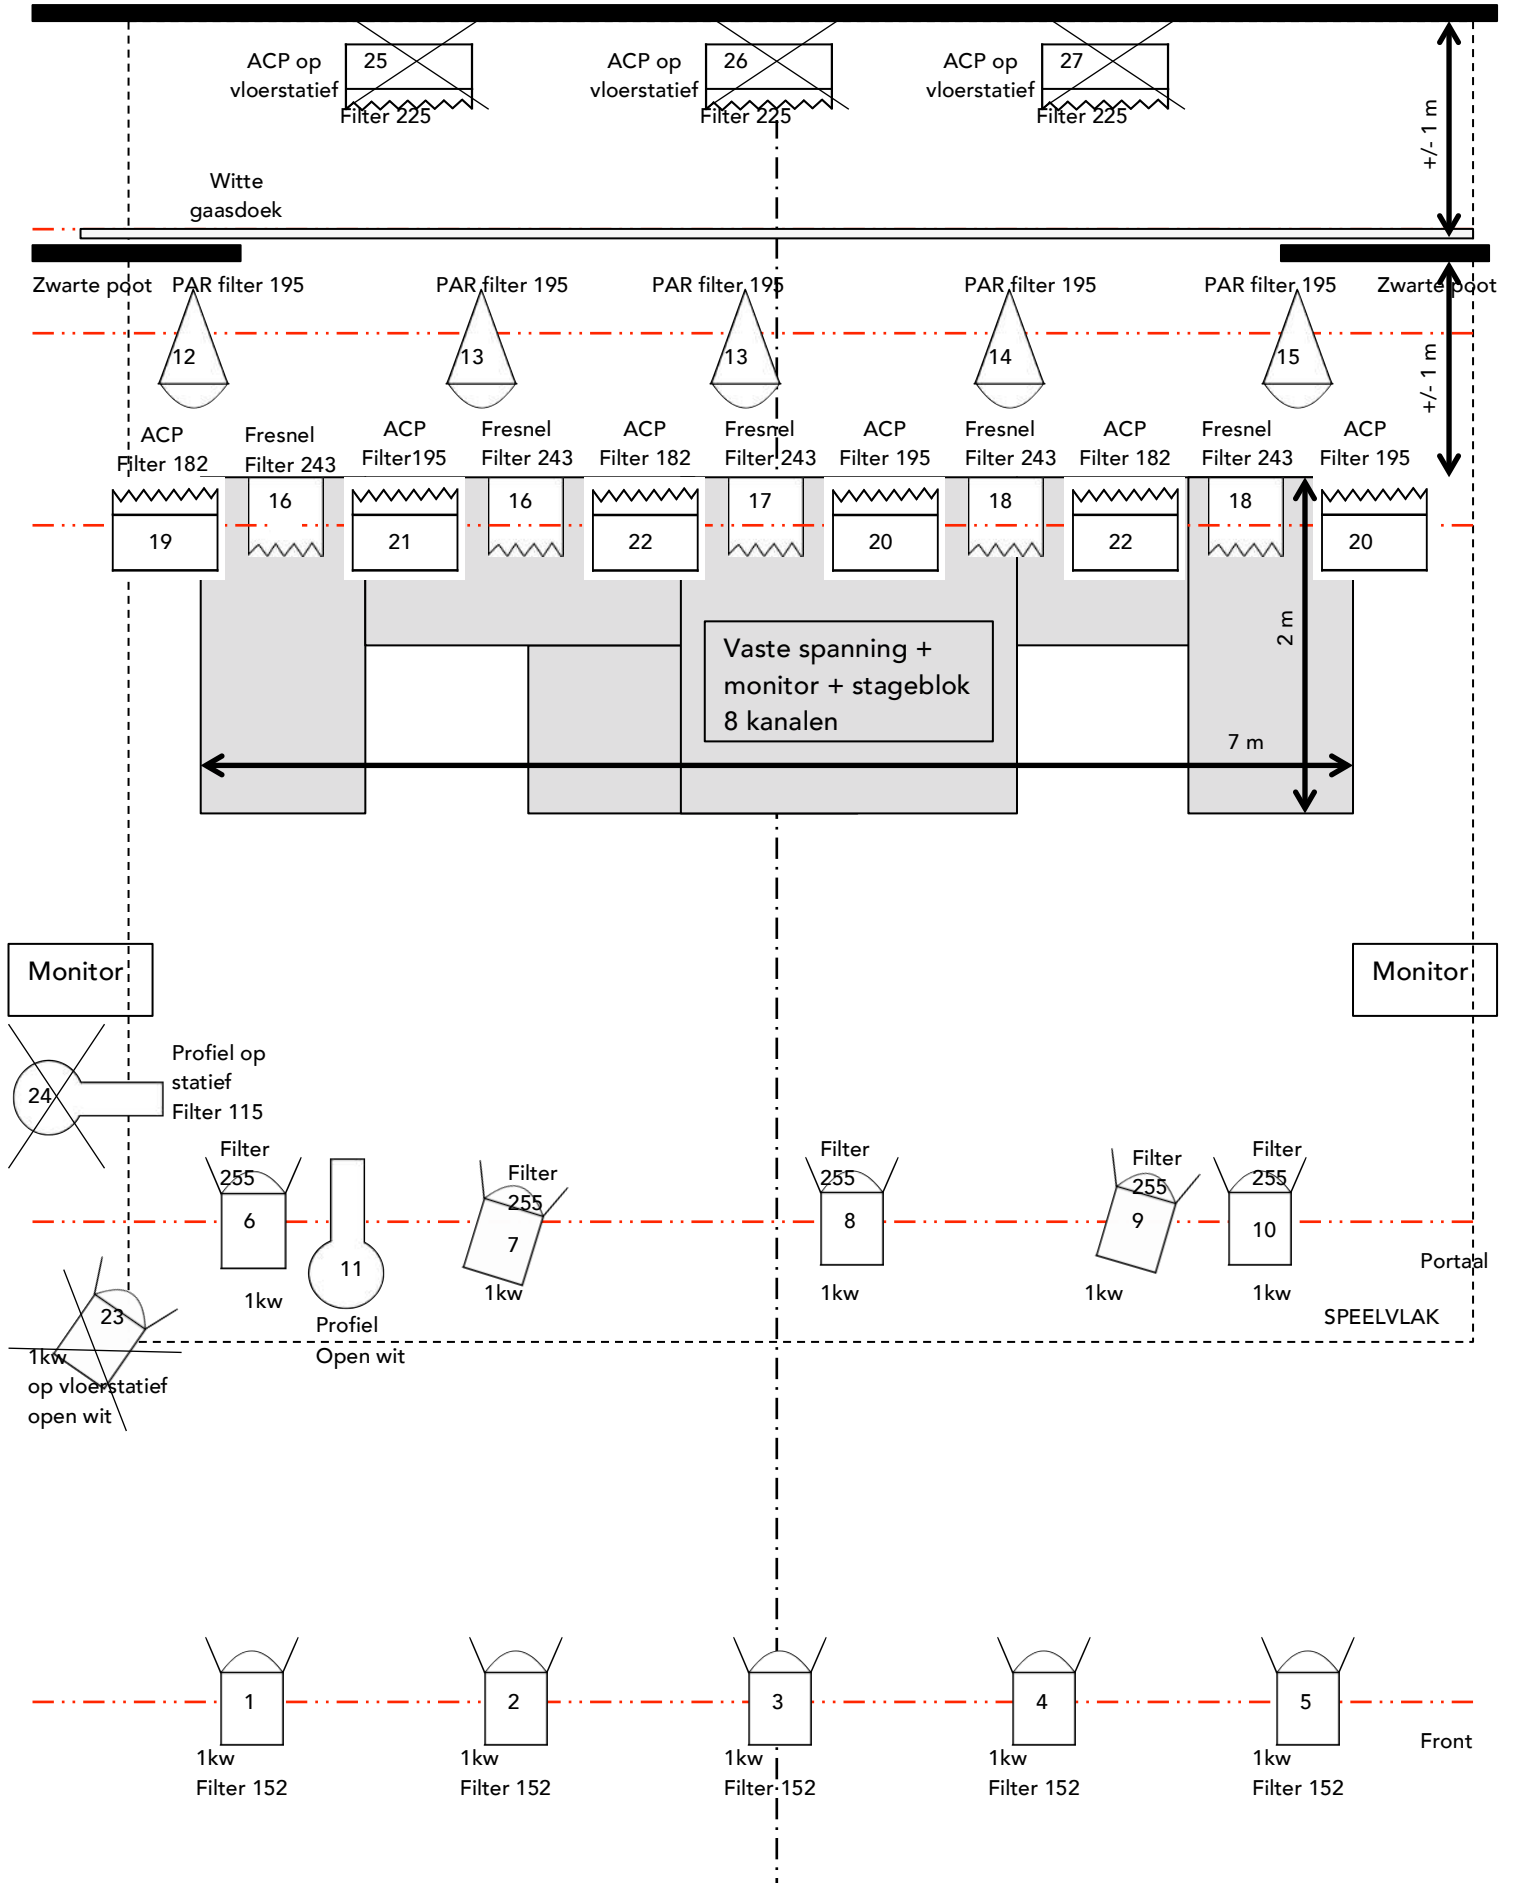 ACP op
vloerstatief
25
Filter 225
ACP op
vloerstatief
26
Filter 225
ACP op
vloerstatief
27
Filter 225
+/- 1 m
Witte
gaasdoek
Zwarte poot
PAR filter 195
PAR filter 195
PAR filter 195
PAR filter 195
PAR filter 195
Zwarte poot
12
13
13
14
15
+/- 1 m
ACP
Filter 182
Fresnel
Filter 243
ACP
Filter195
Fresnel
Filter 243
ACP
Filter 182
Fresnel
Filter 243
ACP
Filter 195
Fresnel
Filter 243
ACP
Filter 182
Fresnel
Filter 243
ACP
Filter 195
19
16
21
16
22
17
20
18
22
18
20
Vaste spanning +
monitor + stageblok
8 kanalen
2 m
7 m
Monitor
Monitor
24
Profiel op
statief
Filter 115
Filter
255
6
1kw
11
Profiel
Open wit
Filter
255
7
1kw
Filter
255
8
1kw
Filter
255
9
1kw
Filter
255
10
1kw
Portaal
SPEELVLAK
23
1kw
op vloerstatief
open wit
1
1kw
Filter 152
2
1kw
Filter 152
3
1kw
Filter 152
4
1kw
Filter 152
5
1kw
Filter 152
Front